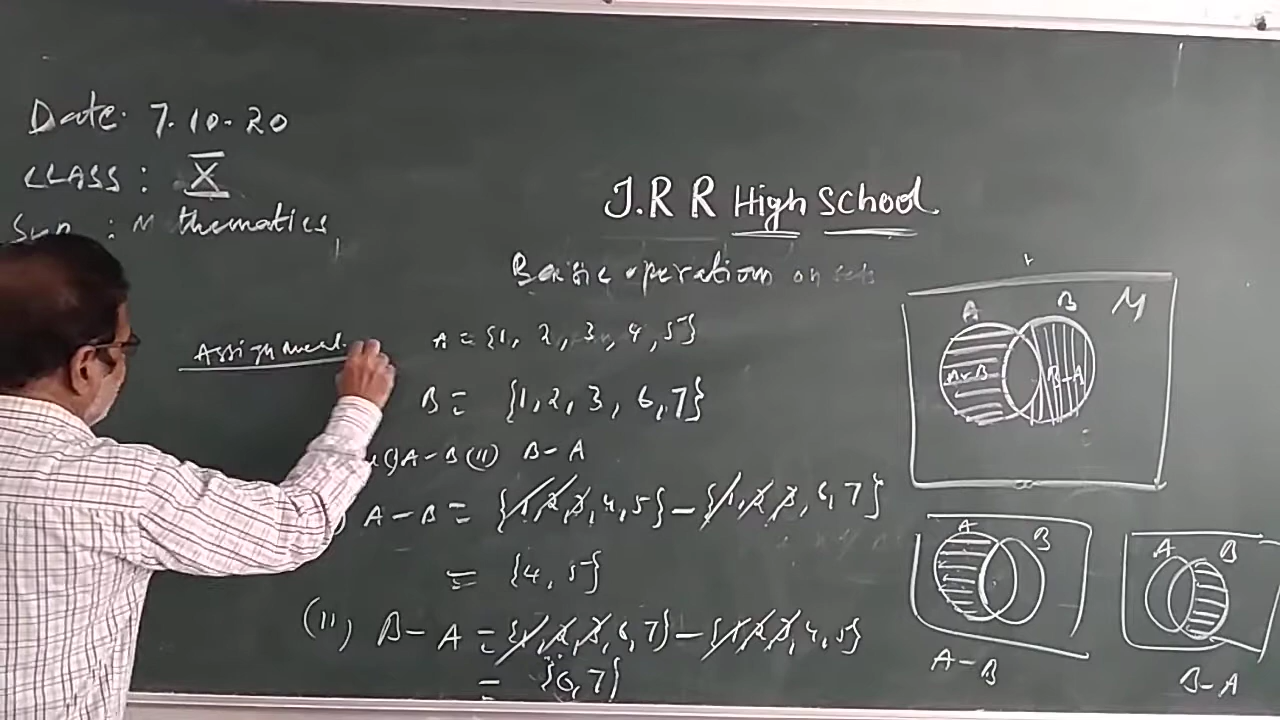 Date. 7.10.20
CLASS : X
: M thematics
J.R R High School
Basic operation on sets
Assignment
A = {1, 2, 3, 4, 5}
B = {1, 2, 3, 6, 7}
(i) A-B (ii) B-A
A-B = {1, 2, 3, 4, 5} - {1, 2, 3, 6, 7}
= {4, 5}
(ii) B-A = {1, 2, 3, 6, 7} - {1 2 3, 4, 5}
= {6, 7}
A B M
A-B B-A
A B
A-B
A B
B-A